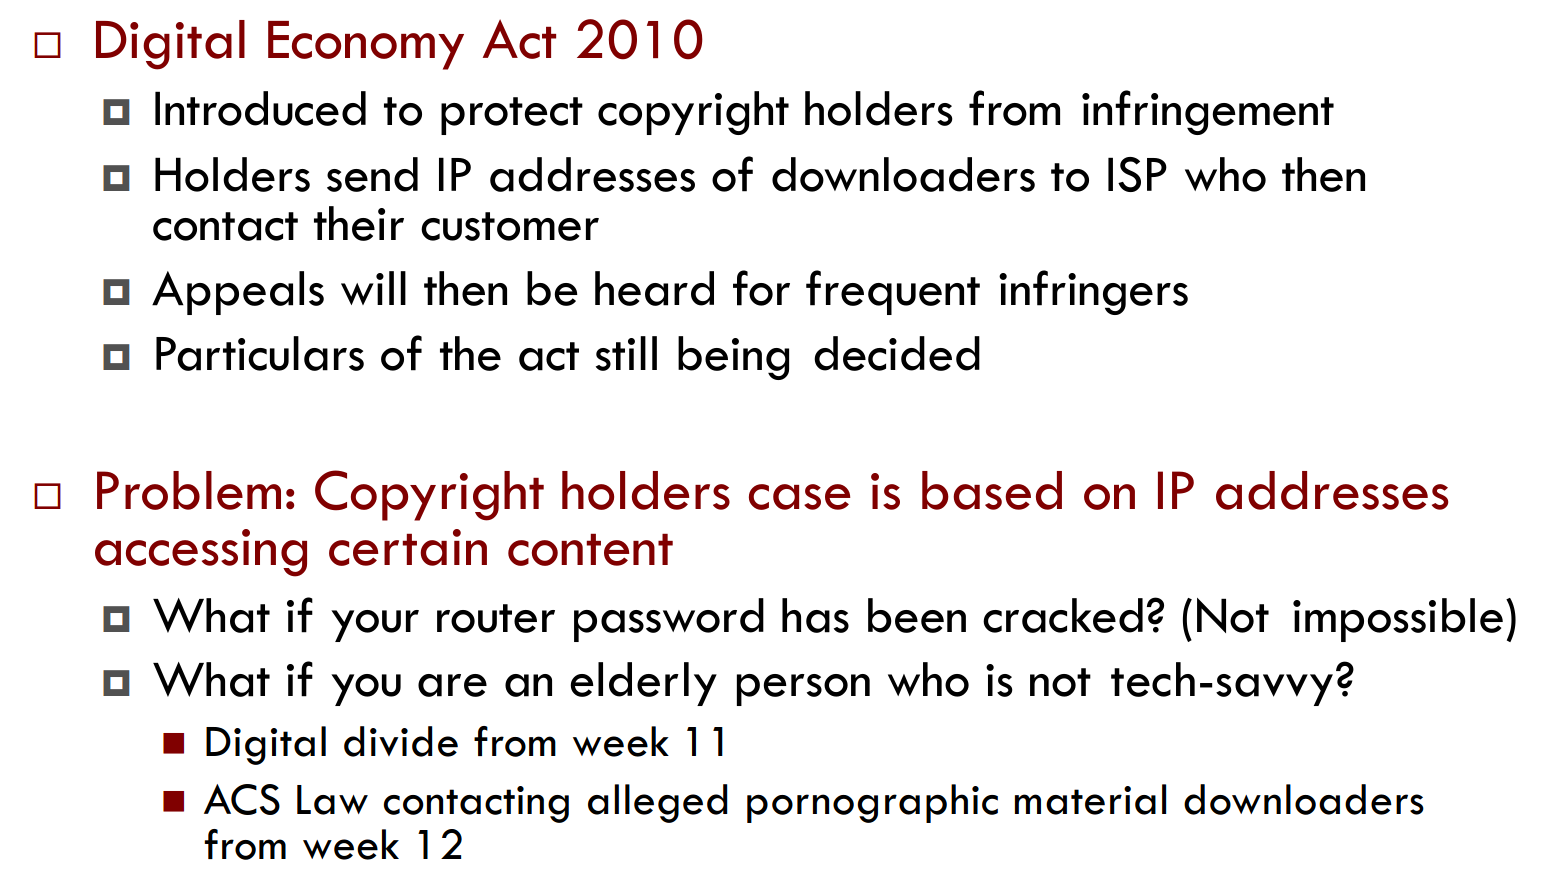 Digital Economy Act 2010
Introduced to protect copyright holders from infringement
Holders send IP addresses of downloaders to ISP who then
contact their customer
Appeals will then be heard for frequent infringers
Particulars of the act still being decided
Problem: Copyright holders case is based on IP addresses
accessing certain content
What if your router password has been cracked? (Not impossible)
What if you are an elderly person who is not tech-savvy?
Digital divide from week 11
ACS Law contacting alleged pornographic material downloaders
from week 12